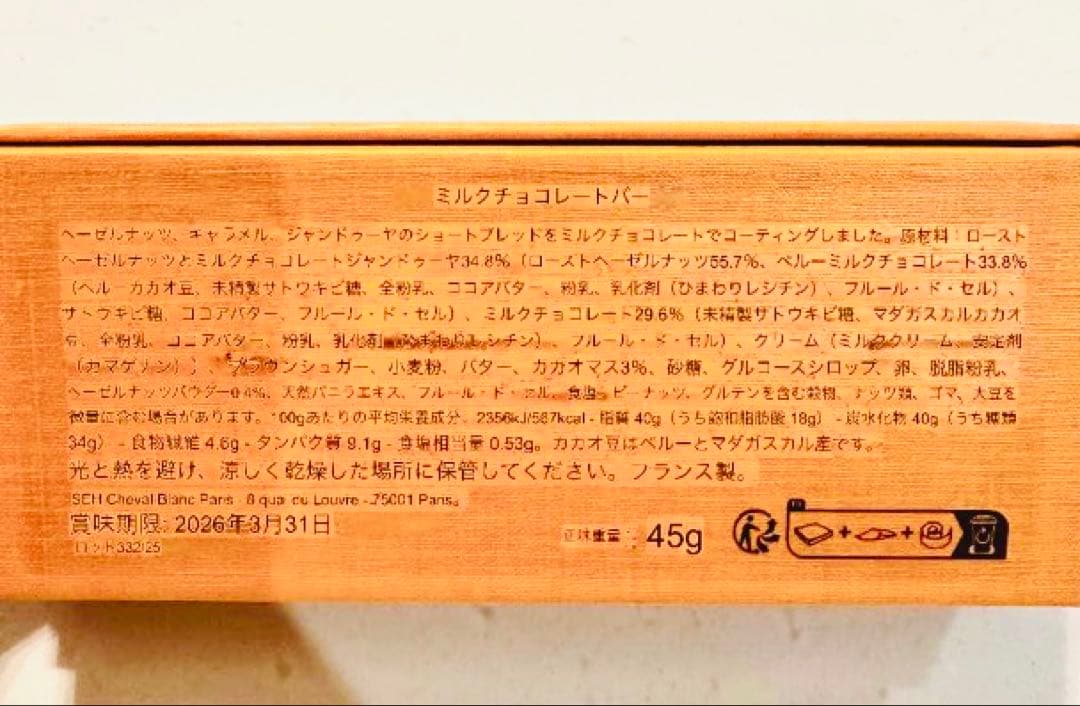 ミルクチョコレートバー
ヘーゼルナッツ、キャラメル、ジャンドゥーヤのショートブレッドをミルクチョコレートでコーティングしました。原材料：ロースト
ヘーゼルナッツとミルクチョコレートジャンドゥーヤ34.8%（ローストヘーゼルナッツ55.7%、ペルーミルクチョコレート33.8%
（ペルーカカオ豆、未精製サトウキビ糖、全粉乳、ココアバター、粉乳、乳化剤（ひまわりレシチン）、フルール・ド・セル）、
サトウキビ糖、ココアバター、フルール・ド・セル）、ミルクチョコレート29.6%（未精製サトウキビ糖、マダガスカルカカオ
豆、全粉乳、ココアバター、粉乳、乳化剤（ひまわりレシチン）、フルール・ド・セル）、クリーム（ミルククリーム、安定剤
（カラギナン））、ブラウンシュガー、小麦粉、バター、カカオマス3%、砂糖、グルコースシロップ、卵、脱脂粉乳、
ヘーゼルナッツパウダー0.4%、天然バニラエキス、フルール・ド・セル、食塩。ピーナッツ、グルテンを含む穀物、ナッツ類、ゴマ、大豆を
微量に含む場合があります。100gあたりの平均栄養成分、2356kJ/567kcal - 脂質 40g（うち飽和脂肪酸 18g） - 炭水化物 40g（うち糖類
34g） - 食物繊維 4.6g - タンパク質 9.1g - 食塩相当量 0.53g。カカオ豆はペルーとマダガスカル産です。
光と熱を避け、涼しく乾燥した場所に保管してください。フランス製。
SEH Cheval Blanc Paris - 8 quai du Louvre - 75001 Paris。
賞味期限: 2026年3月31日
ロット332/25
正味重量： 45g